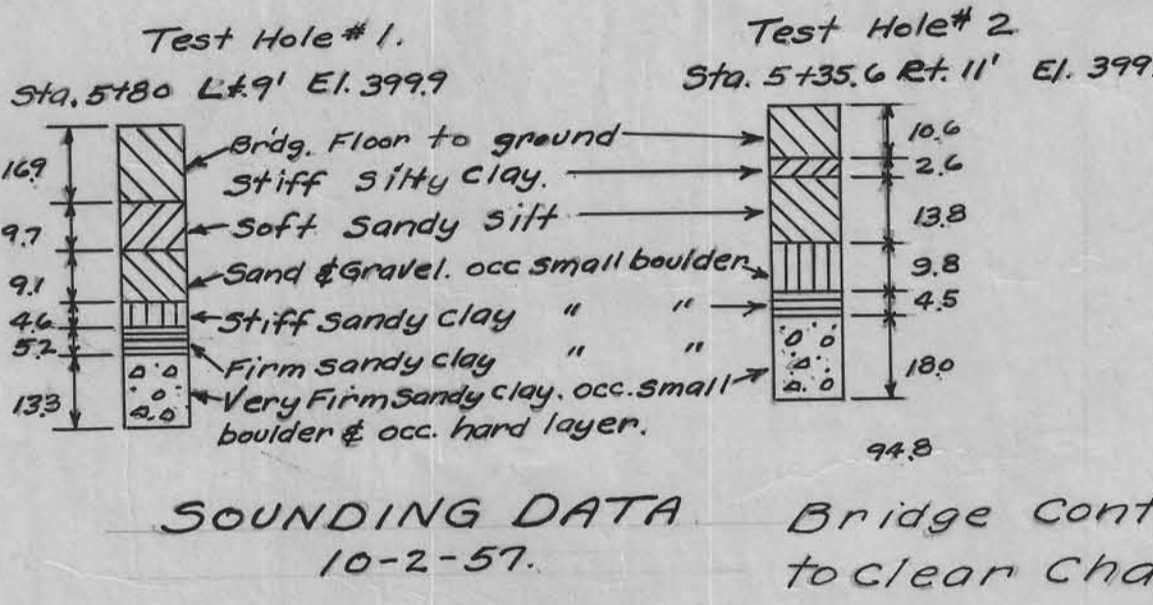 Test Hole # 1.
Sta. 5+80 Lt. 9' El. 399.9
Test Hole # 2
Sta. 5+35.6 Rt. 11' El. 399.
16.9
9.7
9.1
4.6
5.2
13.3
Brdg. Floor to ground
Stiff Silty Clay.
Soft Sandy Silt
Sand & Gravel. occ small boulder
Stiff Sandy clay " "
Firm Sandy clay " "
Very Firm Sandy clay. occ. small
boulder & occ. hard layer.
10.6
2.6
13.8
9.8
4.5
18.0
94.8
SOUNDING DATA
10-2-57.
Bridge Cont
to clear Cha